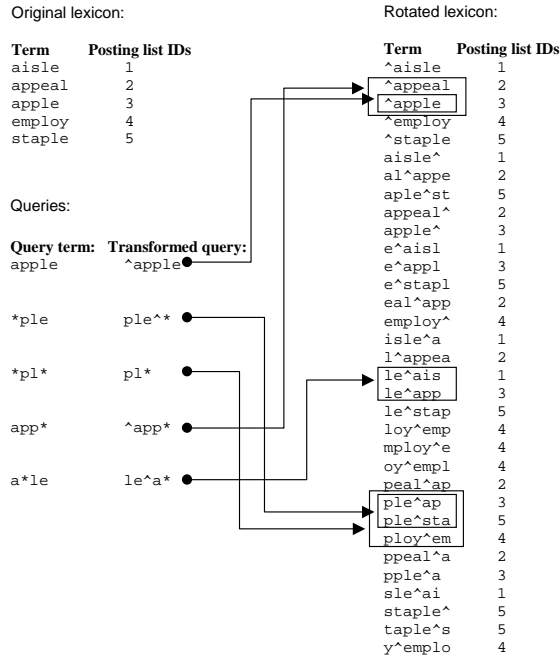 Original lexicon:
Term Posting list IDs
aisle 1
appeal 2
apple 3
employ 4
staple 5
Queries:
Query term: Transformed query:
apple ^apple
*ple ple^*
*pl* pl*
app* ^app*
a*le le^a*
Rotated lexicon:
Term Posting list IDs
^aisle 1
^appeal 2
^apple 3
^employ 4
^staple 5
aisle^ 1
al^appe 2
aple^st 5
appeal^ 2
apple^ 3
e^aisl 1
e^appl 3
e^stapl 5
eal^app 2
employ^ 4
isle^a 1
l^appea 2
le^ais 1
le^app 3
le^stap 5
loy^emp 4
mploy^e 4
oy^empl 4
peal^ap 2
ple^ap 3
ple^sta 5
ploy^em 4
ppeal^a 2
pple^a 3
sle^ai 1
staple^ 5
taple^s 5
y^emplo 4